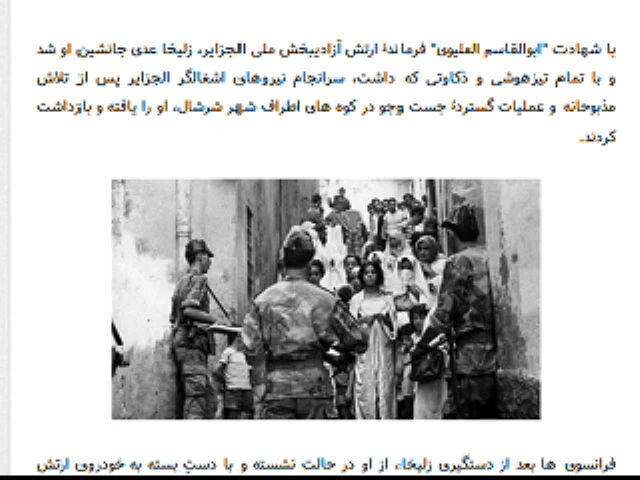 با شهادت "ابوالقاسم العلیوی" فرماندهٔ ارتش آزادیبخش ملی الجزایر، زلیخا عدی جانشین او شد
و با تمام تیزهوشی و ذکاوتی که داشت، سرانجام نیروهای اشغالگر الجزایر پس از تلاش
مذبوحانه و عملیات گستردهٔ جست وجو در کوه های اطراف شهر شرشال، او را یافته و بازداشت
کردند.
فرانسوی ها بعد از دستگیری زلیخا، از او در حالت نشسته و با دستِ بسته به خودروی ارتش